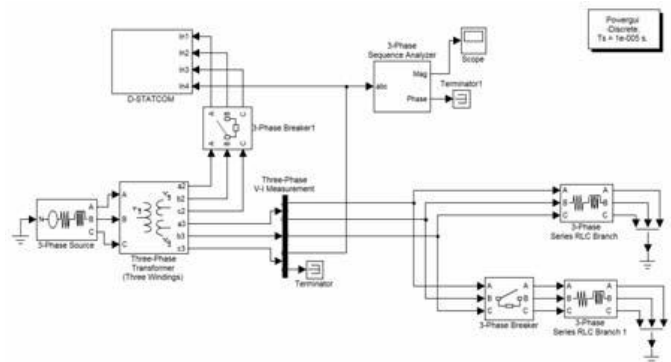 Powergui
-Discrete,
Ts = 1e-005 s.
In1
In2
In3
In4
D-STATCOM
3-Phase
Sequence Analyzer
abc
Mag
Phase
Scope
Terminator1
A
B
C
A
B
C
3-Phase Breaker1
N
A
B
C
3-Phase Source
A
B
C
a2
b2
c2
a3
b3
c3
Three-Phase
Transformer
(Three Windings)
Three-Phase
V-I Measurement
Terminator
A
B
C
A
B
C
3-Phase
Series RLC Branch
A
B
C
A
B
C
3-Phase Breaker
A
B
C
A
B
C
3-Phase
Series RLC Branch 1